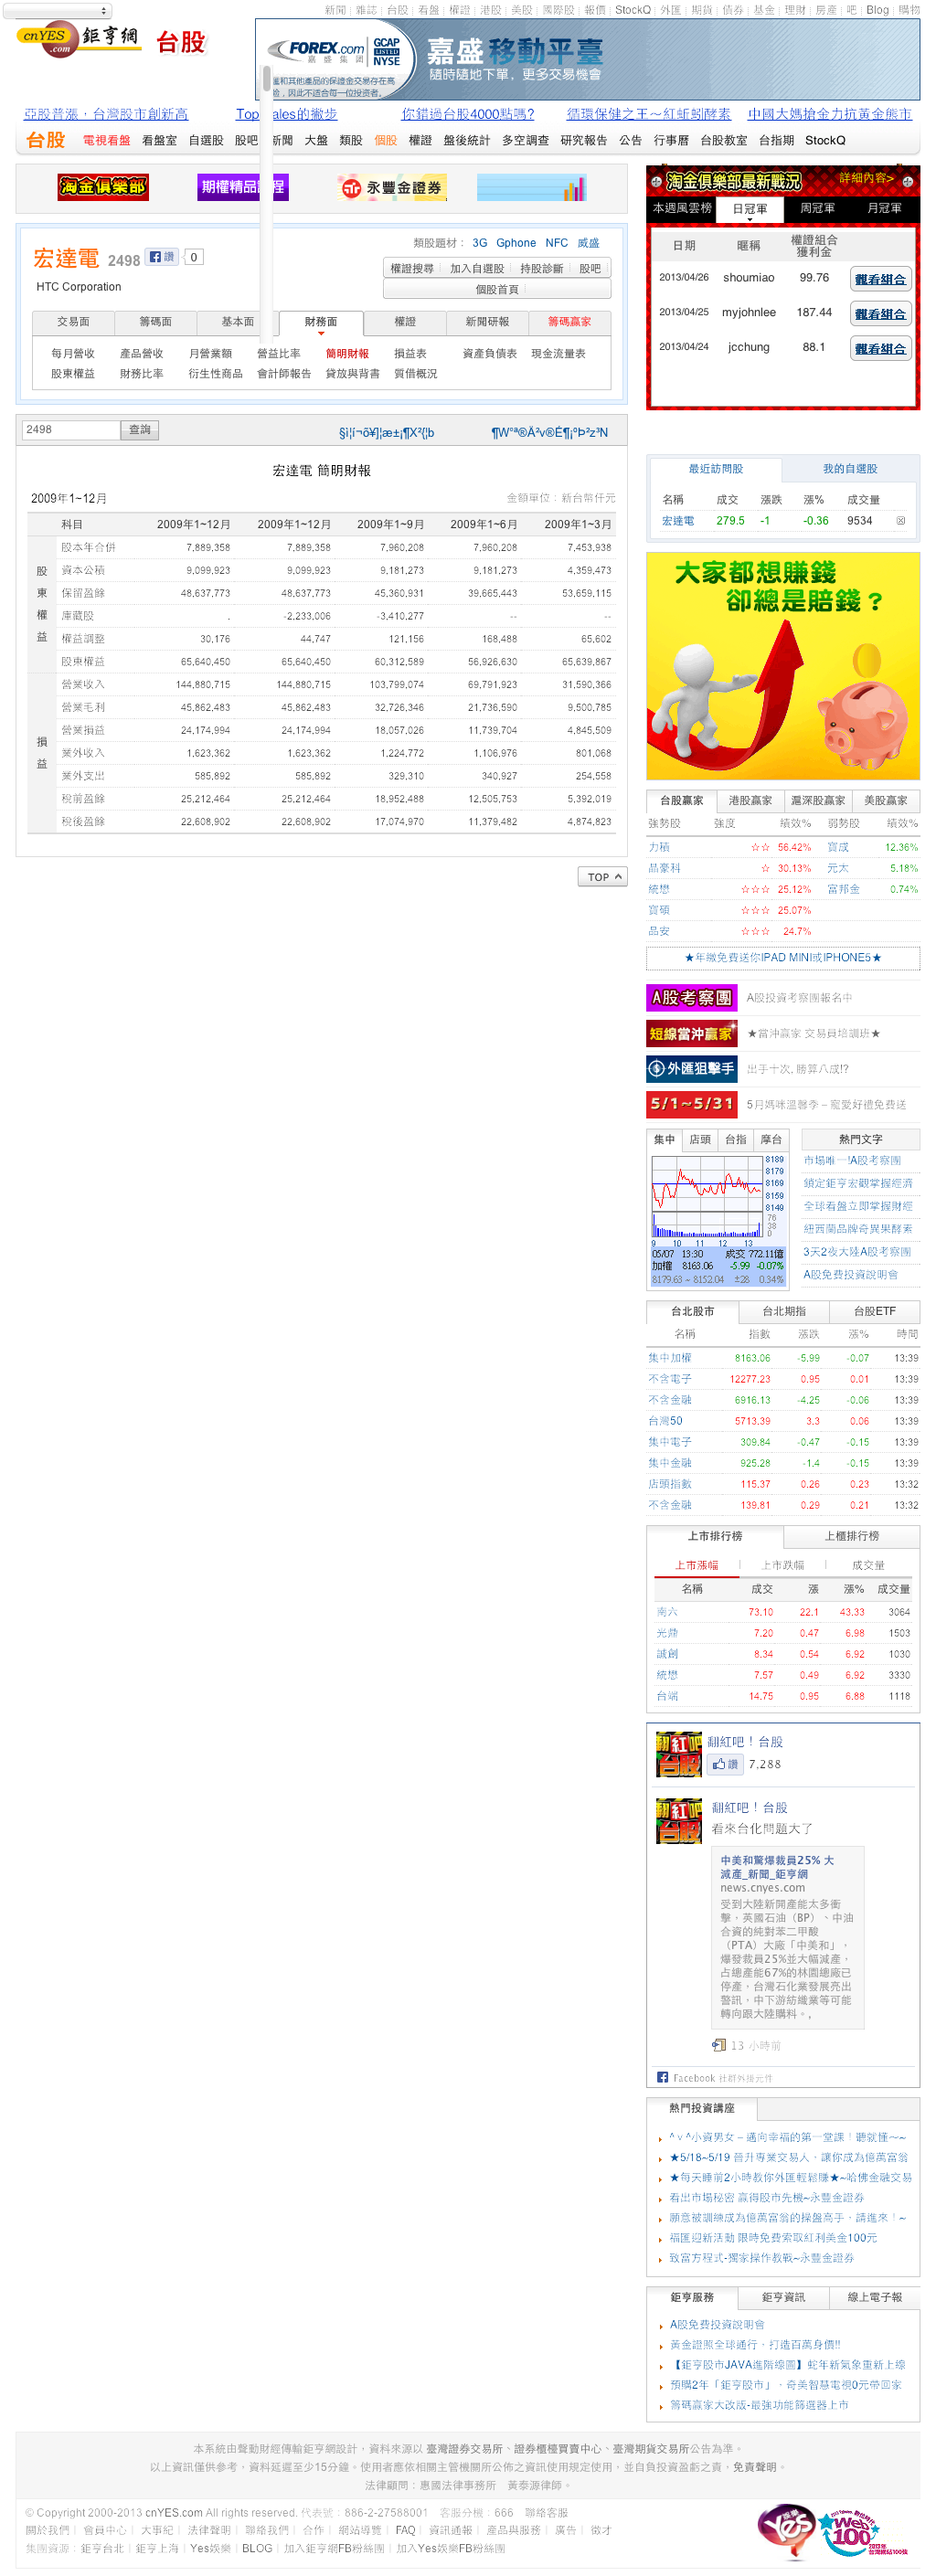 新聞 | 雜誌 | 台股 | 看盤 | 權證 | 港股 | 美股 | 國際股 | 報價 | StockQ | 外匯 | 期貨 | 債券 | 基金 | 理財 | 房產 | 吧 | Blog | 購物
cnYES 鉅亨網 台股
FOREX.com 嘉盛集團 GCAP LISTED NYSE
嘉盛 移動平臺
隨時隨地下單，更多交易機會
匯和其他產品的保證金交易存在高
因此不適合每一位投資者。
亞股普漲，台灣股市創新高
的撇步
你錯過台股4000點嗎?
循環保健之王～紅蚯蚓酵素
中國大媽搶金力抗黃金熊市
台股 電視看盤 看盤室 自選股 股吧 新聞 大盤 類股 個股 權證 盤後統計 多空調查 研究報告 公告 行事曆 台股教室 台指期 StockQ
淘金俱樂部 期權精品 永豐金證券
淘金俱樂部最新戰況 詳細內容>
本週風雲榜 日冠軍 周冠軍 月冠軍
日期 暱稱 權證組合獲利金
2013/04/26 shoumiao 99.76 觀看組合
2013/04/25 myjohnlee 187.44 觀看組合
2013/04/24 jcchung 88.1 觀看組合
類股題材： 3G Gphone NFC 威盛
宏達電 2498 讚 0
HTC Corporation
權證搜尋 加入自選股 持股診斷 股吧
個股首頁
交易面 籌碼面 基本面 財務面 權證 新聞研報 籌碼贏家
每月營收 產品營收 月營業額 營益比率 簡明財報 損益表 資產負債表 現金流量表
股東權益 財務比率 衍生性商品 會計師報告 貸放與背書 質借概況
2498 查詢
宏達電 簡明財報
2009年1~12月 金額單位：新台幣仟元
科目 2009年1~12月 2009年1~12月 2009年1~9月 2009年1~6月 2009年1~3月
股東權益
股本年合併 7,889,358 7,889,358 7,960,208 7,960,208 7,453,938
資本公積 9,099,923 9,099,923 9,181,273 9,181,273 4,359,473
保留盈餘 48,637,773 48,637,773 45,360,931 39,665,443 53,659,115
庫藏股 . -2,233,006 -3,410,277 -- --
權益調整 30,176 44,747 121,156 168,488 65,602
股東權益 65,640,450 65,640,450 60,312,589 56,926,630 65,639,867
損益
營業收入 144,880,715 144,880,715 103,799,074 69,791,923 31,590,366
營業毛利 45,862,483 45,862,483 32,726,346 21,736,590 9,500,785
營業損益 24,174,994 24,174,994 18,057,026 11,739,704 4,845,509
業外收入 1,623,362 1,623,362 1,224,772 1,106,976 801,068
業外支出 585,892 585,892 329,310 340,927 254,558
稅前盈餘 25,212,464 25,212,464 18,952,488 12,505,753 5,392,019
稅後盈餘 22,608,902 22,608,902 17,074,970 11,379,482 4,874,823
TOP
最近訪問股 我的自選股
名稱 成交 漲跌 漲% 成交量
宏達電 279.5 -1 -0.36 9534
大家都想賺錢
卻總是賠錢？
台股贏家 港股贏家 滬深股贏家 美股贏家
強勢股 強度 績效% 弱勢股 績效%
力積 ☆☆ 56.42% 寶成 12.36%
晶豪科 ☆ 30.13% 元太 5.18%
統懋 ☆☆☆ 25.12% 富邦金 0.74%
寶碩 ☆☆☆ 25.07%
品安 ☆☆☆ 24.7%
★年繳免費送你IPAD MINI或IPHONE5★
A股考察團 A股投資考察團報名中
短線當沖贏家 ★當沖贏家 交易員培訓班★
外匯狙擊手 出手十次, 勝算八成!?
5/1~5/31 5月媽咪溫馨季 – 寵愛好禮免費送
集中 店頭 台指 摩台
8189
8179
8169
8159
8149
76
38
0
9 10 11 12 13
05/07 13:30 成交 772.11億
加權 8163.06 -5.99 -0.07%
8179.63 ~ 8152.04 ±28 0.34%
熱門文字
市場唯一!A股考察團
鎖定鉅亨宏觀掌握經濟
全球看盤立即掌握財經
紐西蘭品牌奇異果酵素
3天2夜大陸A股考察團
A股免費投資說明會
台北股市 台北期指 台股ETF
名稱 指數 漲跌 漲% 時間
集中加權 8163.06 -5.99 -0.07 13:39
不含電子 12277.23 0.95 0.01 13:39
不含金融 6916.13 -4.25 -0.06 13:39
台灣50 5713.39 3.3 0.06 13:39
集中電子 309.84 -0.47 -0.15 13:39
集中金融 925.28 -1.4 -0.15 13:39
店頭指數 115.37 0.26 0.23 13:32
不含金融 139.81 0.29 0.21 13:32
上市排行榜 上櫃排行榜
上市漲幅 上市跌幅 成交量
名稱 成交 漲 漲% 成交量
南六 73.10 22.1 43.33 3064
光鼎 7.20 0.47 6.98 1503
誠創 8.34 0.54 6.92 1030
統懋 7.57 0.49 6.92 3330
台端 14.75 0.95 6.88 1118
翻紅吧！台股
讚 7,288
翻紅吧！台股
看來台化問題大了
中美和驚爆裁員25% 大
減產_新聞_鉅亨網
news.cnyes.com
受到大陸新開產能太多衝
擊，英國石油（BP）、中油
合資的純對苯二甲酸
（PTA）大廠「中美和」，
爆發裁員25%並大幅減產，
占總產能67%的林園總廠已
停產，台灣石化業發展亮出
警訊，中下游紡纖業等可能
轉向跟大陸購料。,
13 小時前
Facebook 社群外掛元件
熱門投資講座
^ v ^小資男女 – 邁向幸福的第一堂課！聽就懂～~
★5/18~5/19 晉升專業交易人．讓你成為億萬富翁
★每天睡前2小時教你外匯輕鬆賺★~哈佛金融交易
看出市場秘密 贏得股市先機~永豐金證券
願意被訓練成為億萬富翁的操盤高手．請進來！~
福匯迎新活動 限時免費索取紅利美金100元
致富方程式-獨家操作教戰~永豐金證券
鉅亨服務 鉅亨資訊 線上電子報
A股免費投資說明會
黃金證照全球通行．打造百萬身價!!
【鉅亨股市JAVA進階線圖】蛇年新氣象重新上線
預購2年「鉅亨股市」．奇美智慧電視0元帶回家
籌碼贏家大改版-最強功能篩選器上市
本系統由聲動財經傳輸鉅亨網設計，資料來源以 臺灣證券交易所、證券櫃檯買賣中心、臺灣期貨交易所公告為準。
以上資訊僅供參考，資料延遲至少15分鐘。使用者應依相關主管機關所公佈之資訊使用規定使用，並自負投資盈虧之責，免責聲明。
法律顧問：惠國法律事務所 黃泰源律師。
© Copyright 2000-2013 cnYES.com All rights reserved. 代表號：886-2-27588001 客服分機：666 聯絡客服
關於我們 | 會員中心 | 大事紀 | 法律聲明 | 聯絡我們 | 合作 | 網站導覽 | FAQ | 資訊通報 | 產品與服務 | 廣告 | 徵才
集團資源：鉅亨台北 | 鉅亨上海 | Yes娛樂 | BLOG | 加入鉅亨網FB粉絲團 | 加入Yes娛樂FB粉絲團
Yes 娛樂 Web 100